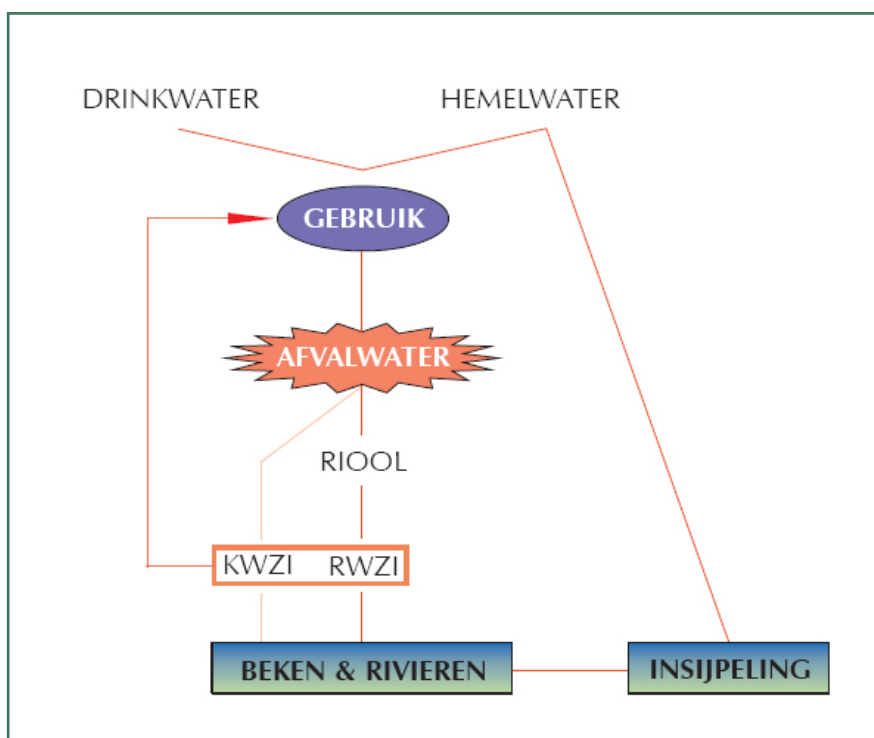 DRINKWATER
HEMELWATER
GEBRUIK
AFVALWATER
RIOOL
KWZI RWZI
BEKEN & RIVIEREN
INSIJPELING